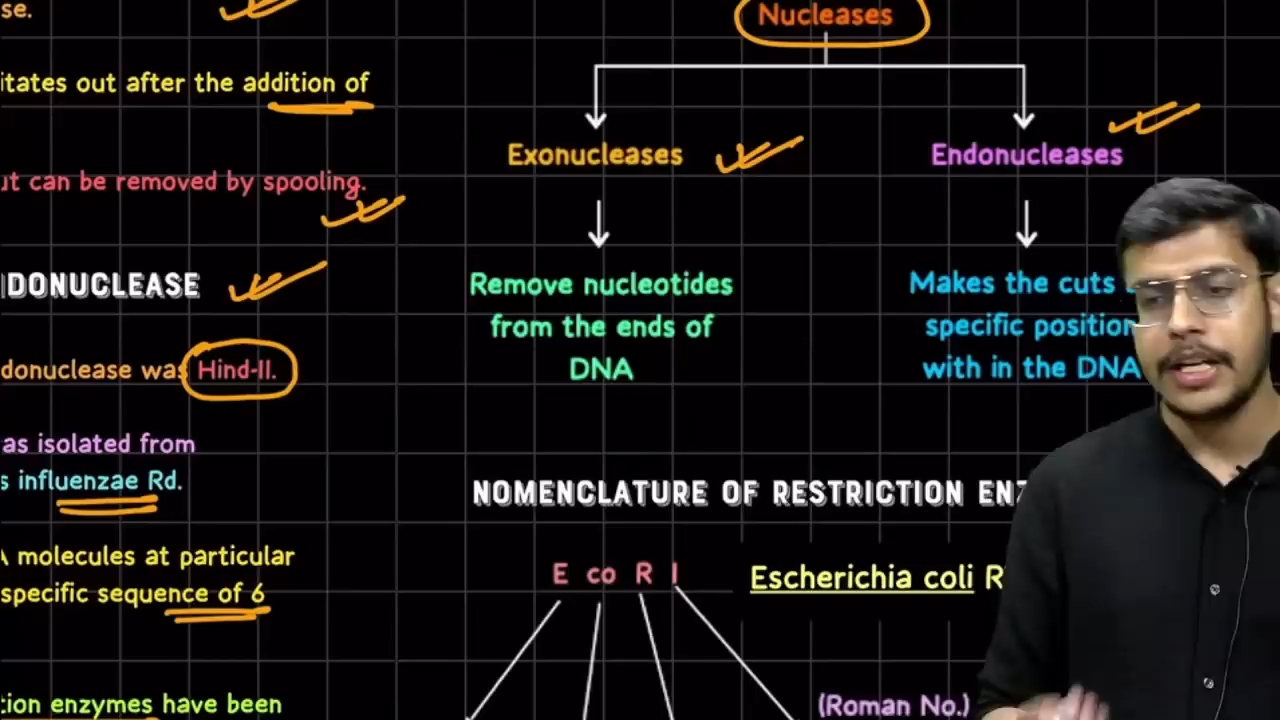 se.
itates out after the addition of
ut can be removed by spooling.
DONUCLEASE
donuclease was Hind-II.
as isolated from
s influenzae Rd.
A molecules at particular
specific sequence of 6
tion enzymes have been
Nucleases
Exonucleases
Endonucleases
Remove nucleotides
from the ends of
DNA
Makes the cuts
specific position
with in the DNA
NOMENCLATURE OF RESTRICTION ENZ
E co R I
Escherichia coli R
(Roman No.)